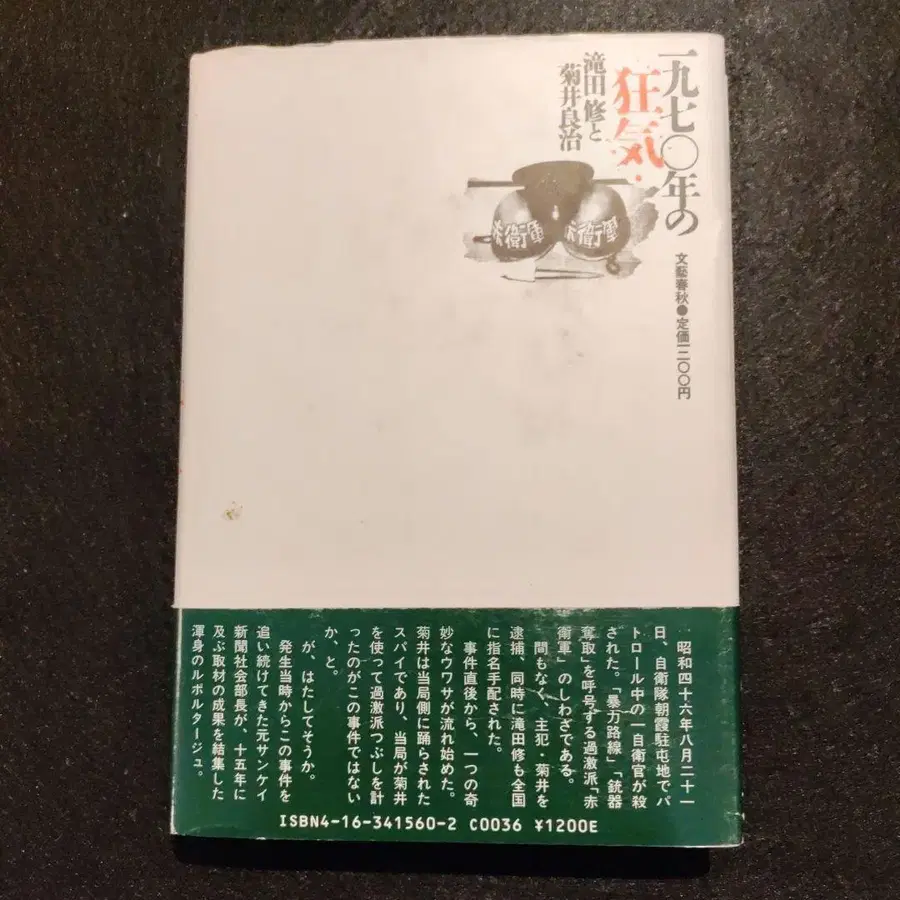 一九七〇年の
狂気
滝田 修と
菊井良治
赤衛軍
赤衛軍
文藝春秋●定価一二〇〇円
昭和四十六年八月二十一
日、自衛隊朝霞駐屯地でパ
トロール中の一自衛官が殺
された。「暴力路線」「銃器
奪取」を呼号する過激派「赤
衛軍」のしわざである。
間もなく、主犯・菊井を
逮捕、同時に滝田修も全国
に指名手配された。
事件直後から、一つの奇
妙なウワサが流れ始めた。
菊井は当局側に踊らされた
スパイであり、当局が菊井
を使って過激派つぶしを計
ったのがこの事件ではない
か、と。
が、はたしてそうか。
発生当時からこの事件を
追い続けてきた元サンケイ
新聞社会部長が、十五年に
及ぶ取材の成果を結集した
渾身のルポルタージュ。
ISBN4-16-341560-2 C0036 ¥1200E